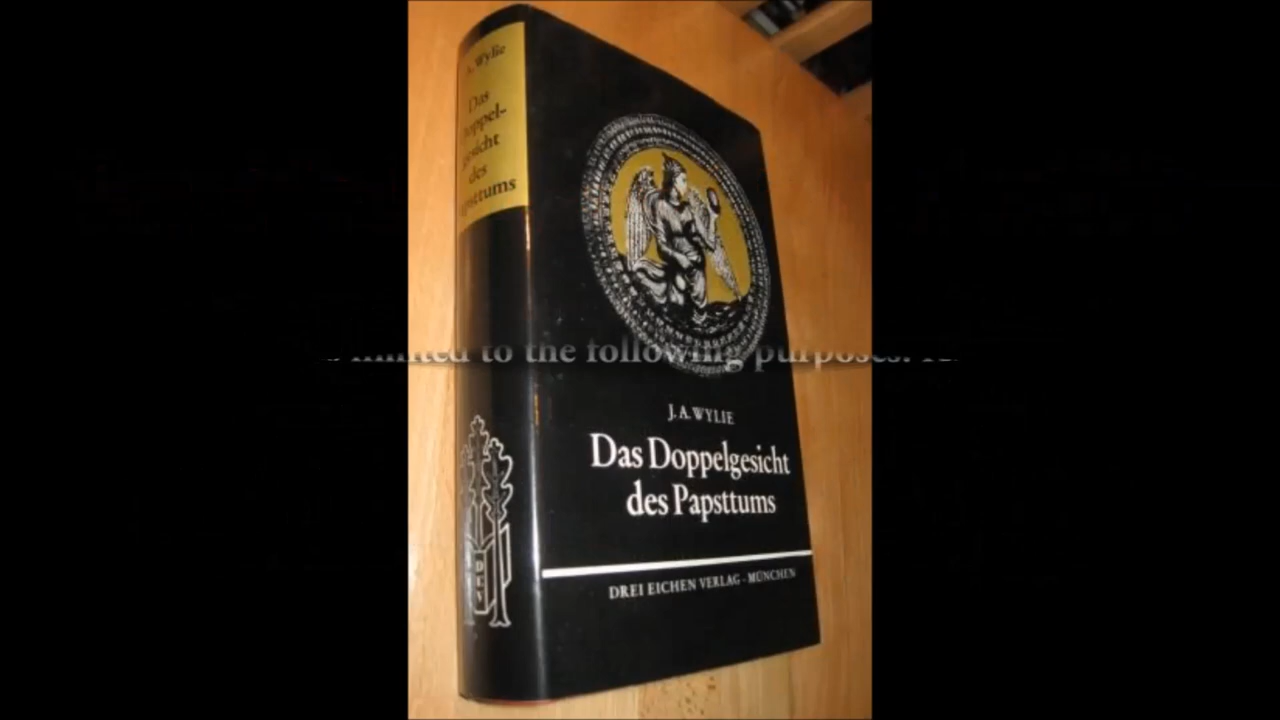 Wylie
Das
Doppel-
gesicht
des
Papsttums
to the following purposes:
J. A. WYLIE
Das Doppelgesicht
des Papsttums
DREI EICHEN VERLAG - MÜNCHEN
DEV